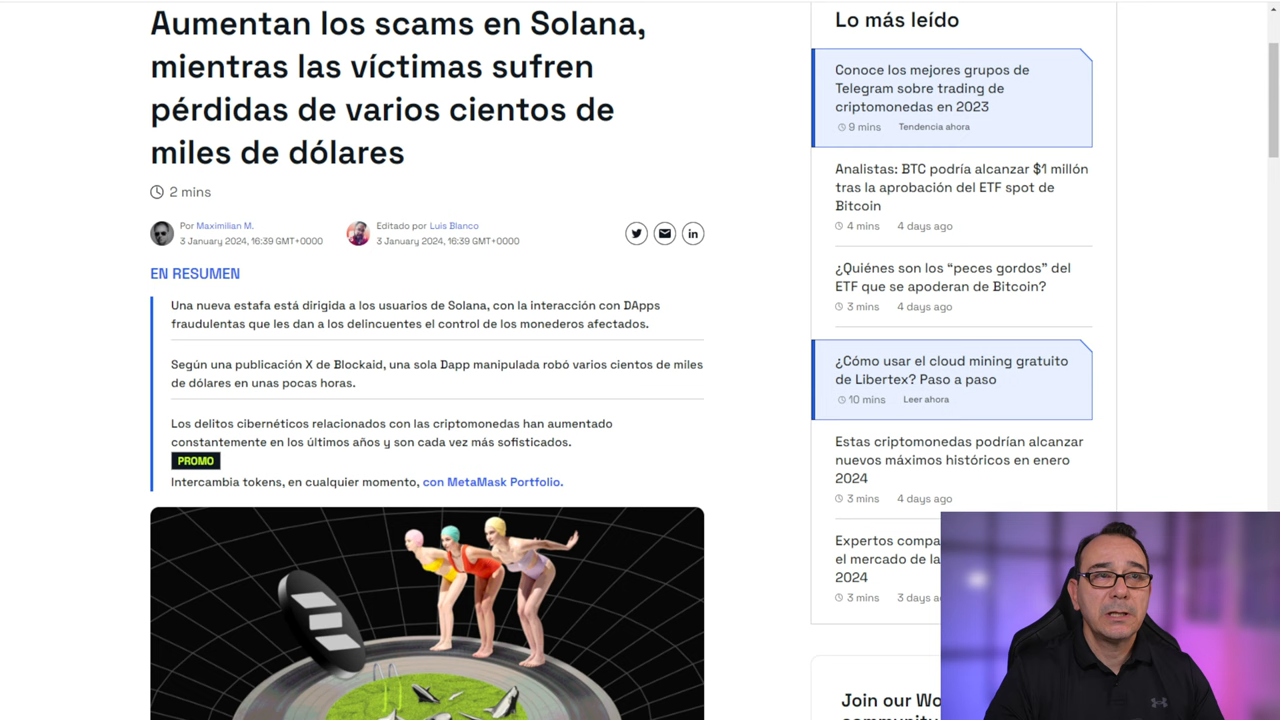 Aumentan los scams en Solana,
mientras las víctimas sufren
pérdidas de varios cientos de
miles de dólares
2 mins
Por Maximilian M.
3 January 2024, 16:39 GMT+0000
Editado por Luis Blanco
3 January 2024, 16:39 GMT+0000
EN RESUMEN
Una nueva estafa está dirigida a los usuarios de Solana, con la interacción con DApps
fraudulentas que les dan a los delincuentes el control de los monederos afectados.
Según una publicación X de Blockaid, una sola Dapp manipulada robó varios cientos de miles
de dólares en unas pocas horas.
Los delitos cibernéticos relacionados con las criptomonedas han aumentado
constantemente en los últimos años y son cada vez más sofisticados.
PROMO
Intercambia tokens, en cualquier momento, con MetaMask Portfolio.
Lo más leído
Conoce los mejores grupos de
Telegram sobre trading de
criptomonedas en 2023
9 mins Tendencia ahora
Analistas: BTC podría alcanzar $1 millón
tras la aprobación del ETF spot de
Bitcoin
4 mins 4 days ago
¿Quiénes son los “peces gordos” del
ETF que se apoderan de Bitcoin?
3 mins 4 days ago
¿Cómo usar el cloud mining gratuito
de Libertex? Paso a paso
10 mins Leer ahora
Estas criptomonedas podrían alcanzar
nuevos máximos históricos en enero
2024
3 mins 4 days ago
Expertos compa
el mercado de la
2024
3 mins 3 days a
Join our Wo